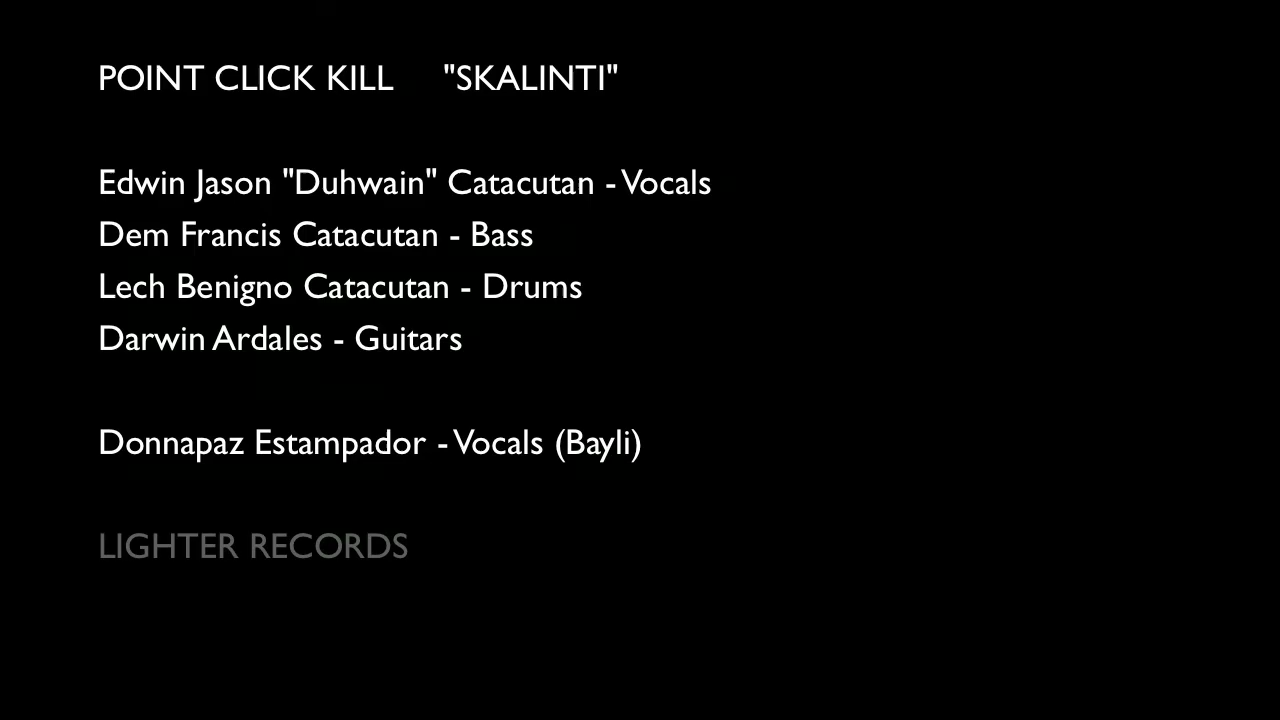 POINT CLICK KILL "SKALINTI"
Edwin Jason "Duhwain" Catacutan - Vocals
Dem Francis Catacutan - Bass
Lech Benigno Catacutan - Drums
Darwin Ardales - Guitars
Donnapaz Estampador - Vocals (Bayli)
LIGHTER RECORDS